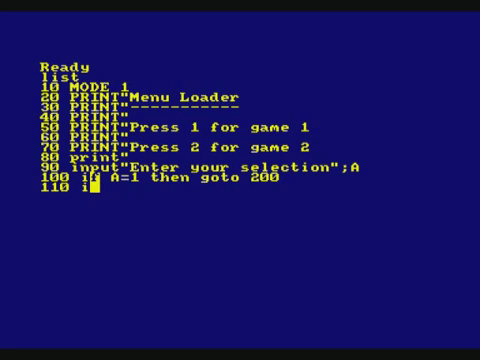 Ready
list
10 MODE 1
20 PRINT"Menu Loader
30 PRINT"-----------
40 PRINT"
50 PRINT"Press 1 for game 1
60 PRINT"
70 PRINT"Press 2 for game 2
80 print"
90 input"Enter your selection";A
100 if A=1 then goto 200
110 i